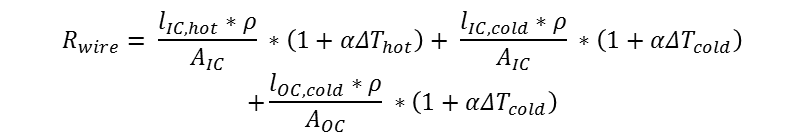 R_wire = l_IC,hot * ρ / A_IC * (1 + αΔT_hot) + l_IC,cold * ρ / A_IC * (1 + αΔT_cold)
+ l_OC,cold * ρ / A_OC * (1 + αΔT_cold)